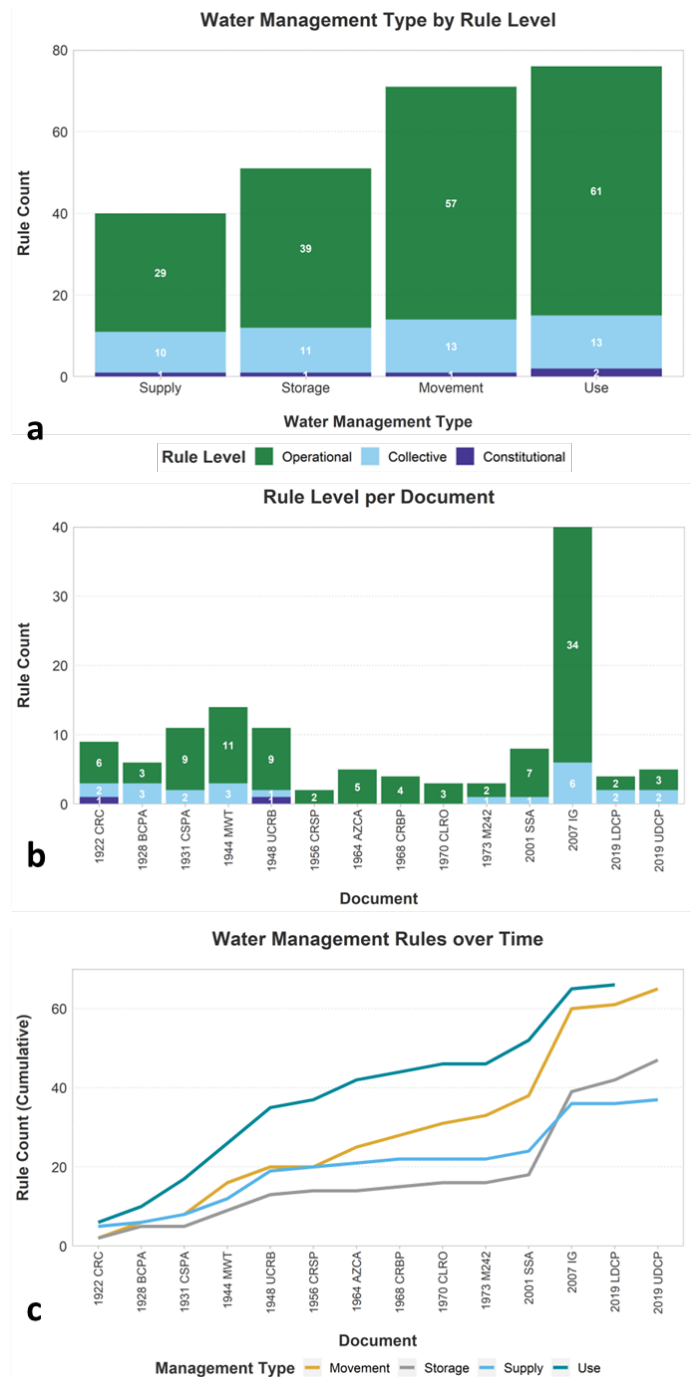 Water Management Type by Rule Level
Rule Count
80
60
40
20
0
29
39
57
61
10
11
13
13
1
1
1
2
Supply
Storage
Movement
Use
Water Management Type
a
Rule Level
Operational
Collective
Constitutional
Rule Level per Document
Rule Count
40
30
20
10
0
6
2
1
3
3
9
2
11
3
9
1
1
2
5
4
3
2
1
7
1
34
6
2
2
3
2
1922 CRC
1928 BCPA
1931 CSPA
1944 MWT
1948 UCRB
1956 CRSP
1964 AZCA
1968 CRBP
1970 CLRO
1973 M242
2001 SSA
2007 IG
2019 LDCP
2019 UDCP
Document
b
Water Management Rules over Time
Rule Count (Cumulative)
60
40
20
0
1922 CRC
1928 BCPA
1931 CSPA
1944 MWT
1948 UCRB
1956 CRSP
1964 AZCA
1968 CRBP
1970 CLRO
1973 M242
2001 SSA
2007 IG
2019 LDCP
2019 UDCP
Document
c
Management Type
Movement
Storage
Supply
Use